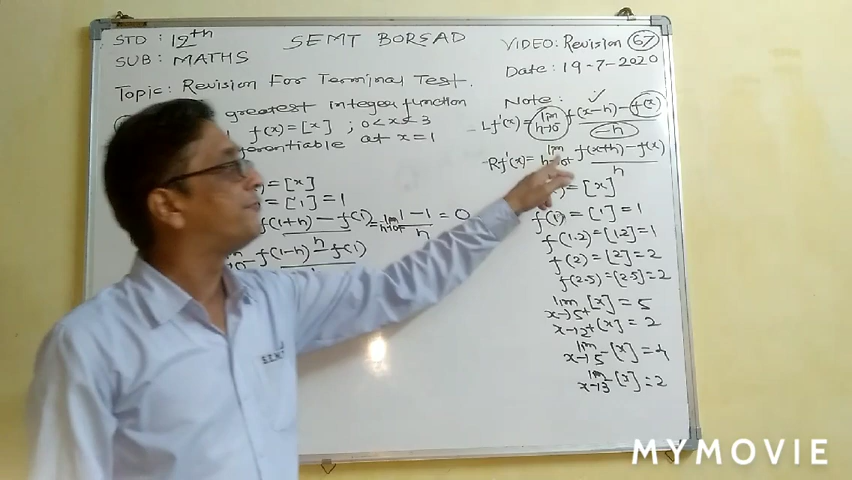 STD : 12th
SEMT BOREAD
VIDEO: Revision 67
SUB: MATHS
Date: 19-7-2020
Topic: Revision For Terminal Test.
greatest integer function
f(x) = [x] ; 0<x<3
differentiable at x=1
= [x]
= [1] = 1
f(1+h) - f(1) / h = lim h→0+ 1-1 / h = 0
f(1-h) - f(1)
Note :
Lf'(x) = lim h→0- f(x-h) - f(x) / -h
Rf'(x) = lim h→0+ f(x+h) - f(x) / h
= [x]
f(1) = [1] = 1
f(1.2) = [1.2] = 1
f(2) = [2] = 2
f(2.5) = [2.5] = 2
lim x→5+ [x] = 5
x→2+ [x] = 2
lim x→5- [x] = 4
lim x→3- [x] = 2
S.E.M.T
MYMOVIE